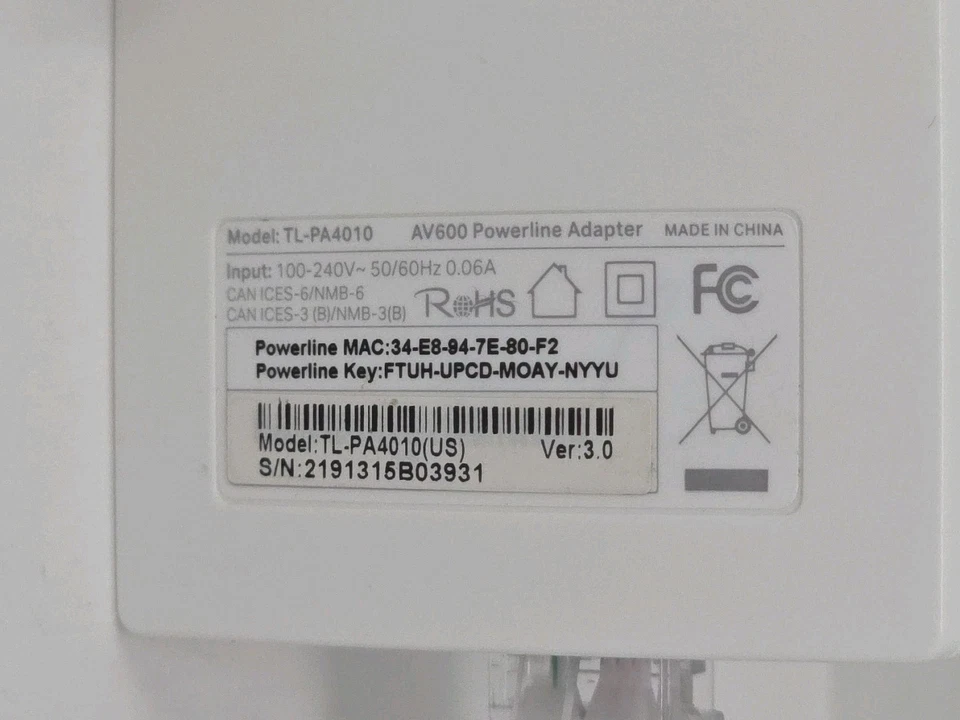 Model: TL-PA4010 AV600 Powerline Adapter MADE IN CHINA
Input: 100-240V~ 50/60Hz 0.06A
CAN ICES-6/NMB-6
CAN ICES-3 (B)/NMB-3(B) RoHS FC
Powerline MAC:34-E8-94-7E-80-F2
Powerline Key:FTUH-UPCD-MOAY-NYYU
Model:TL-PA4010(US) Ver:3.0
S/N:2191315B03931